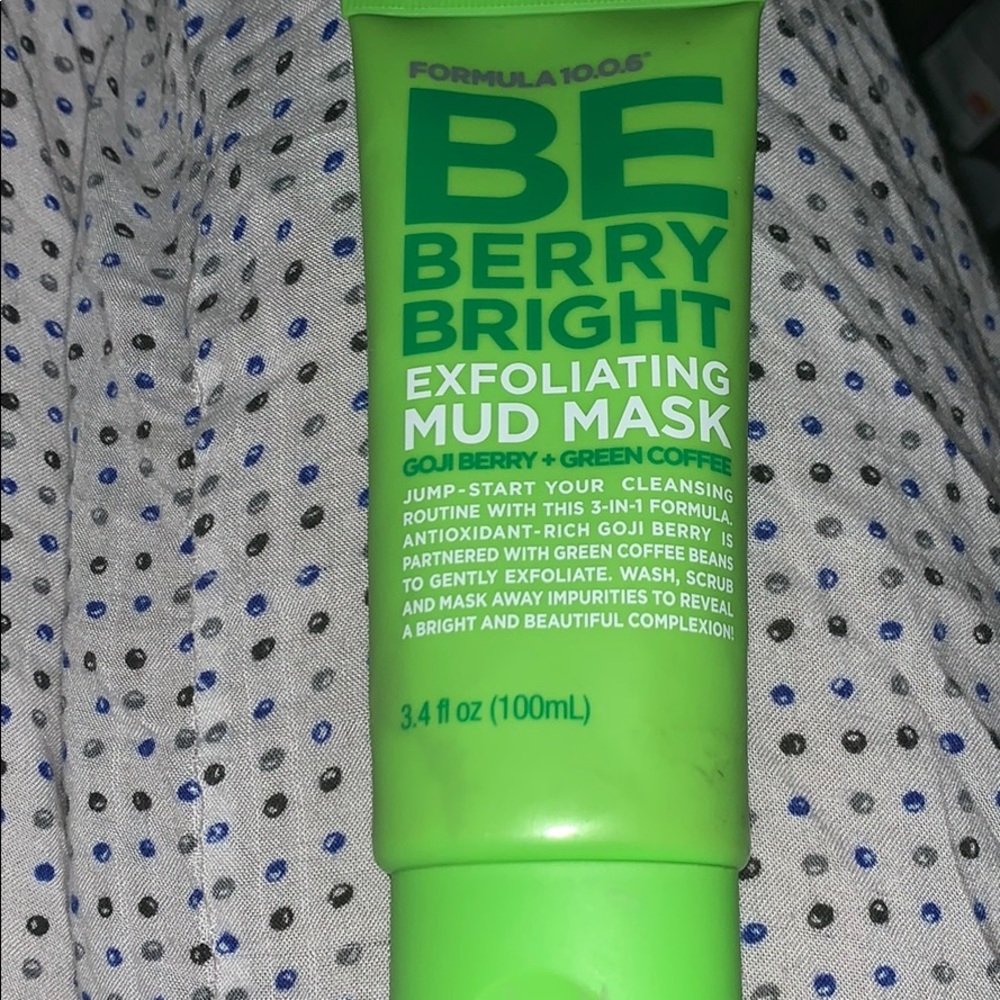 FORMULA 10.0.6™
BE
BERRY
BRIGHT
EXFOLIATING
MUD MASK
GOJI BERRY + GREEN COFFEE
JUMP-START YOUR CLEANSING
ROUTINE WITH THIS 3-IN-1 FORMULA.
ANTIOXIDANT-RICH GOJI BERRY IS
PARTNERED WITH GREEN COFFEE BEANS
TO GENTLY EXFOLIATE. WASH, SCRUB
AND MASK AWAY IMPURITIES TO REVEAL
A BRIGHT AND BEAUTIFUL COMPLEXION!
3.4 fl oz (100mL)